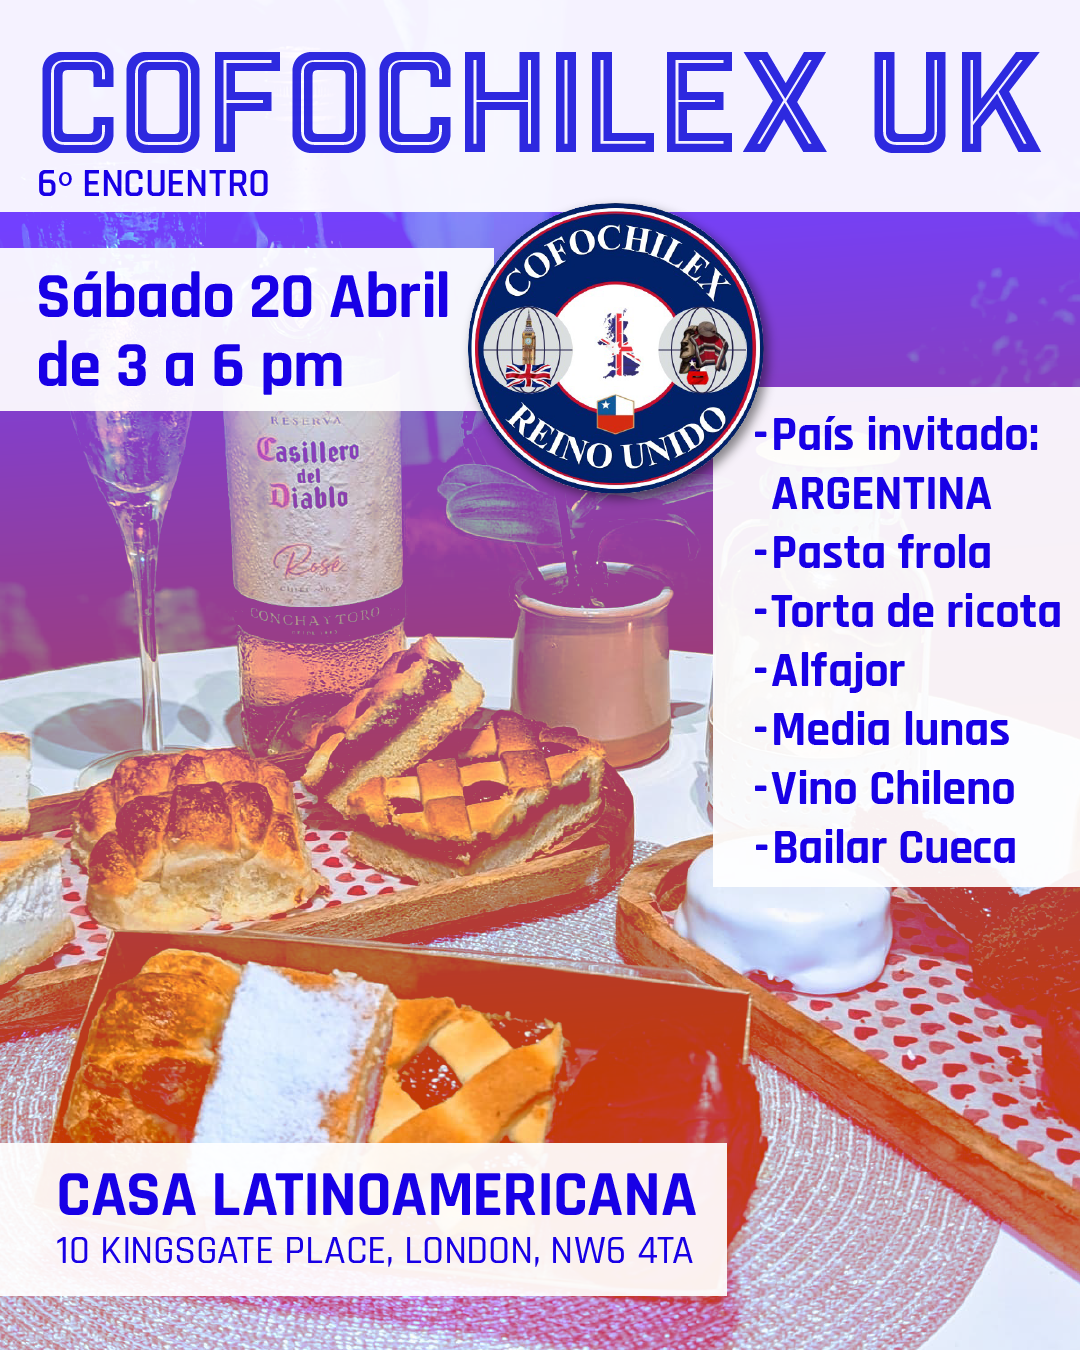 COFOCHILEX UK
6º ENCUENTRO
Sábado 20 Abril
de 3 a 6 pm
COFOCHILEX
REINO UNIDO
-País invitado:
ARGENTINA
-Pasta frola
-Torta de ricota
-Alfajor
-Media lunas
-Vino Chileno
-Bailar Cueca
RESERVA
Casillero
del
Diablo
Rosé
CONCHA Y TORO
CASA LATINOAMERICANA
10 KINGSGATE PLACE, LONDON, NW6 4TA